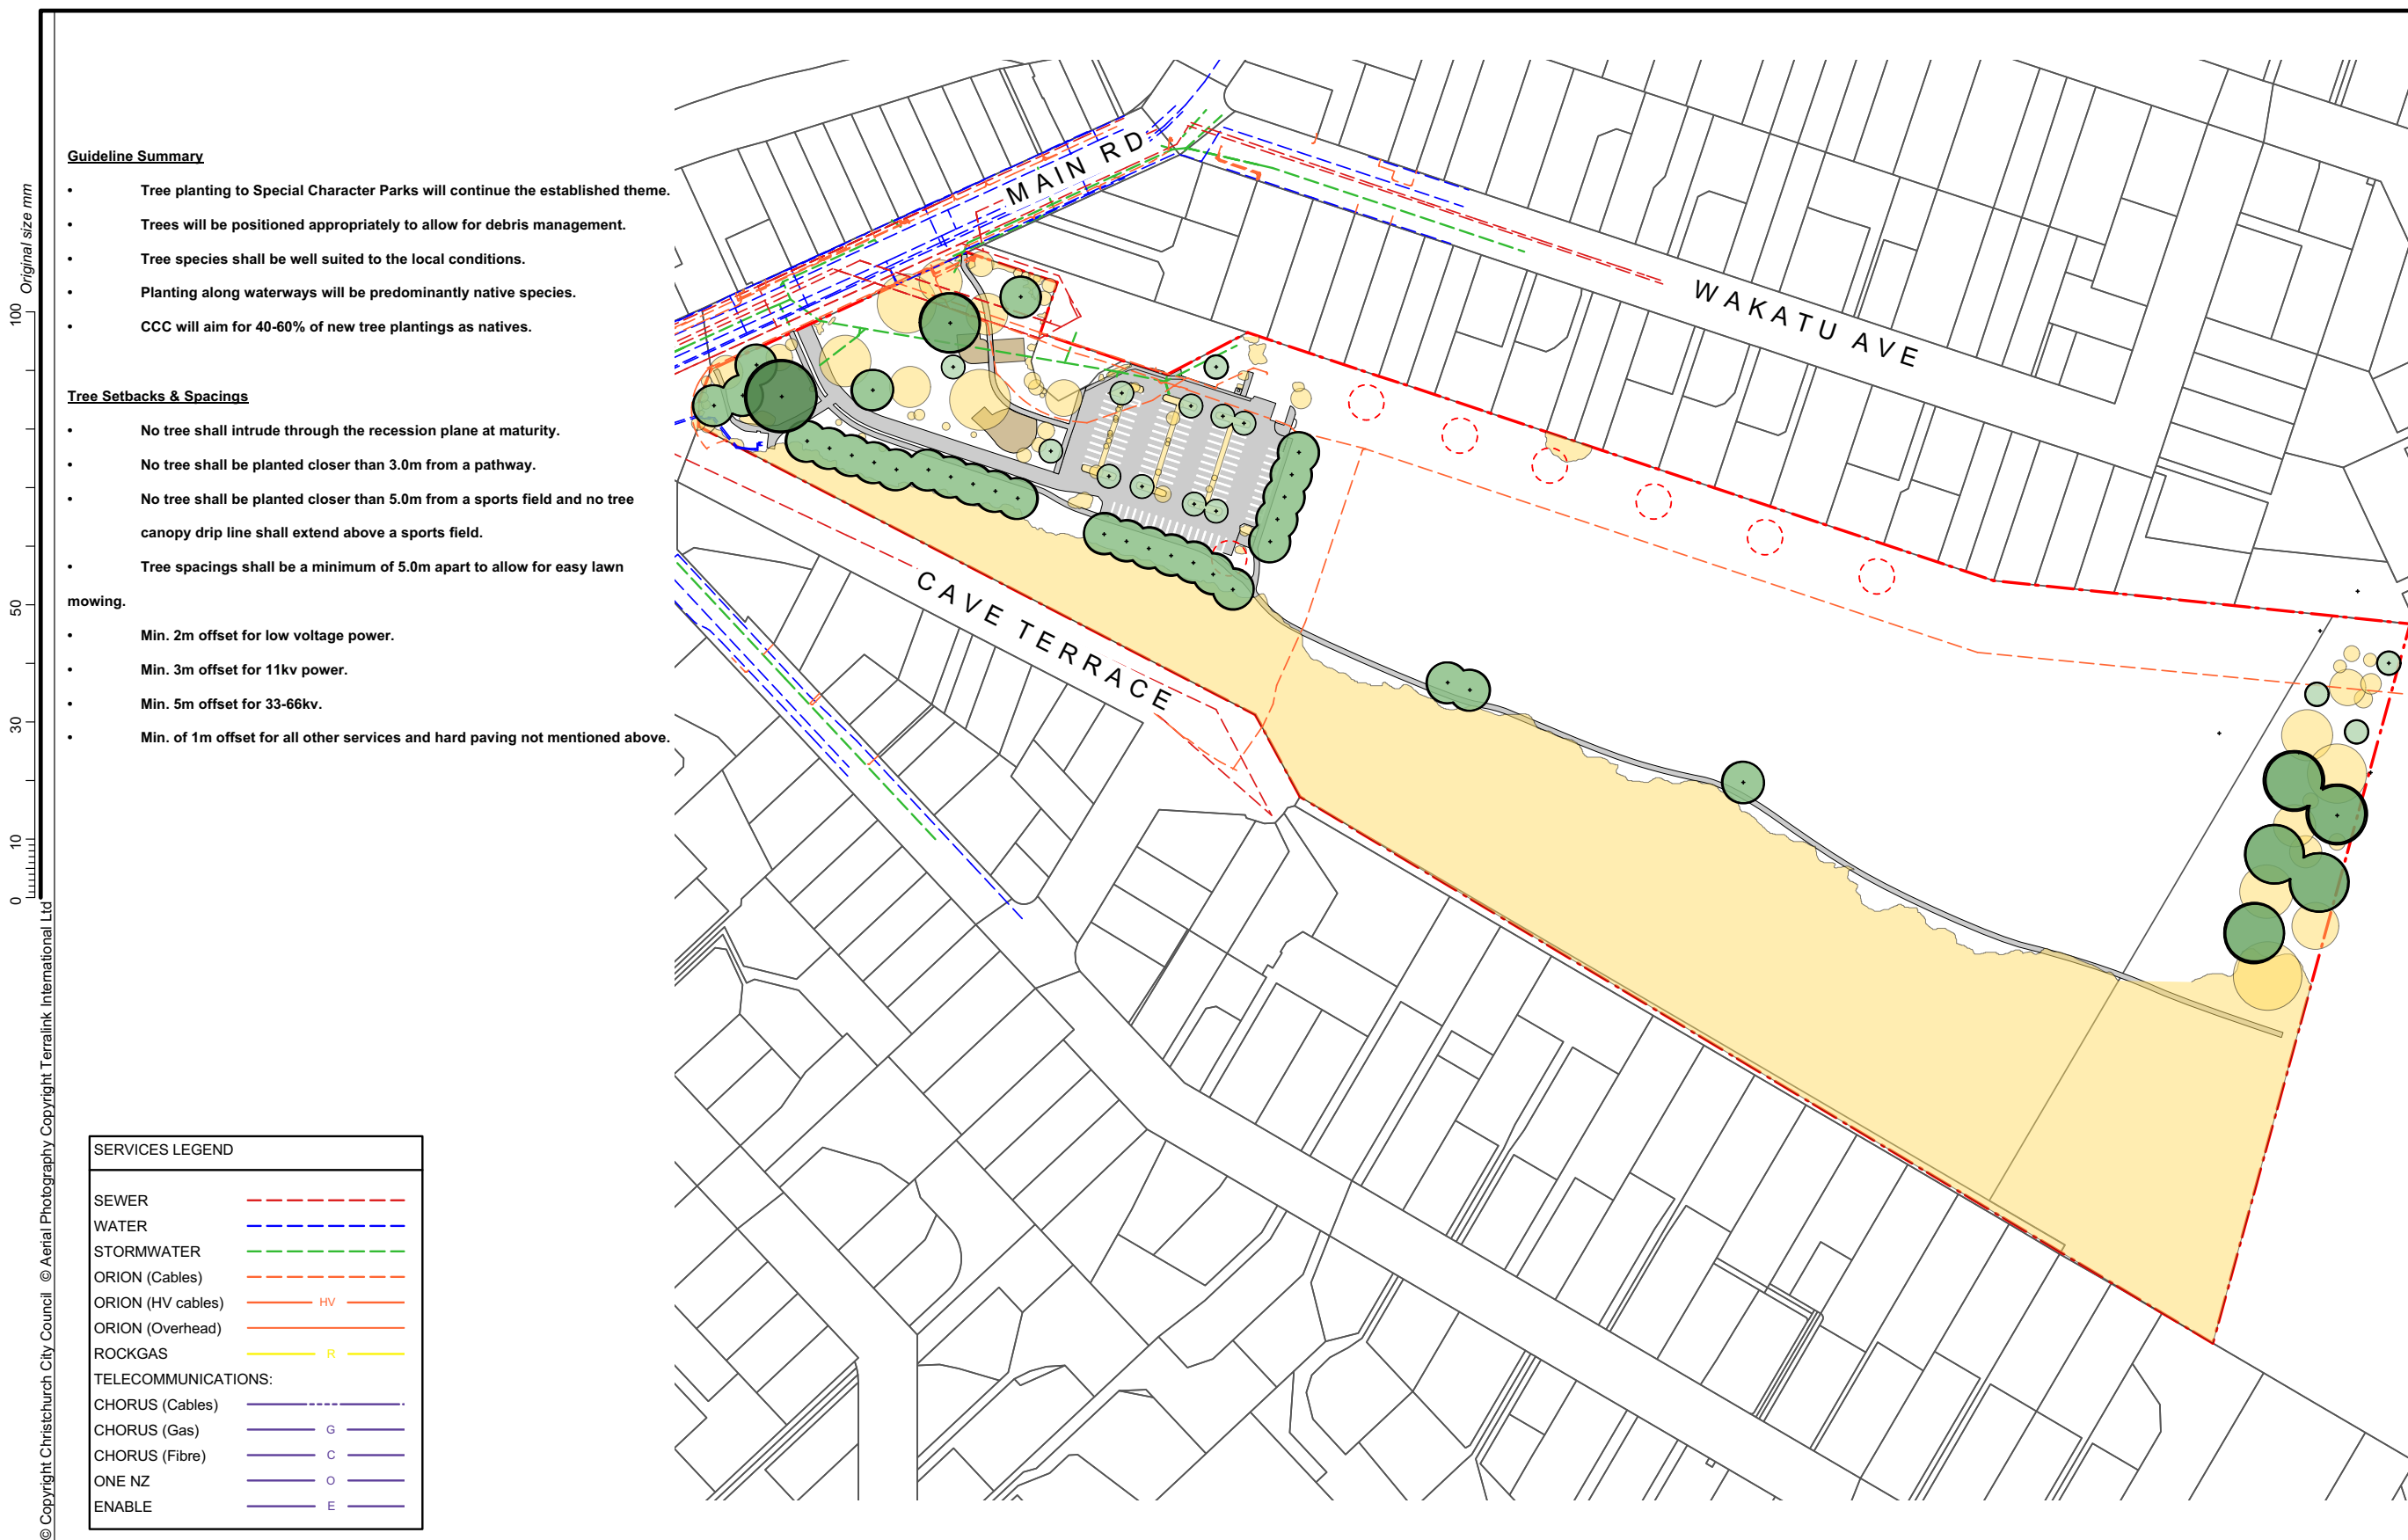 Guideline Summary
• Tree planting to Special Character Parks will continue the established theme.
• Trees will be positioned appropriately to allow for debris management.
• Tree species shall be well suited to the local conditions.
• Planting along waterways will be predominantly native species.
• CCC will aim for 40-60% of new tree plantings as natives.
Tree Setbacks & Spacings
• No tree shall intrude through the recession plane at maturity.
• No tree shall be planted closer than 3.0m from a pathway.
• No tree shall be planted closer than 5.0m from a sports field and no tree
canopy drip line shall extend above a sports field.
• Tree spacings shall be a minimum of 5.0m apart to allow for easy lawn
mowing.
• Min. 2m offset for low voltage power.
• Min. 3m offset for 11kv power.
• Min. 5m offset for 33-66kv.
• Min. of 1m offset for all other services and hard paving not mentioned above.
MAIN RD
WAKATU AVE
CAVE TERRACE
SERVICES LEGEND
SEWER
WATER
STORMWATER
ORION (Cables)
ORION (HV cables) HV
ORION (Overhead)
ROCKGAS R
TELECOMMUNICATIONS:
CHORUS (Cables)
CHORUS (Gas) G
CHORUS (Fibre) C
ONE NZ O
ENABLE E
© Copyright Christchurch City Council © Aerial Photography Copyright Terralink International Ltd
0 10 30 50 100 Original size mm